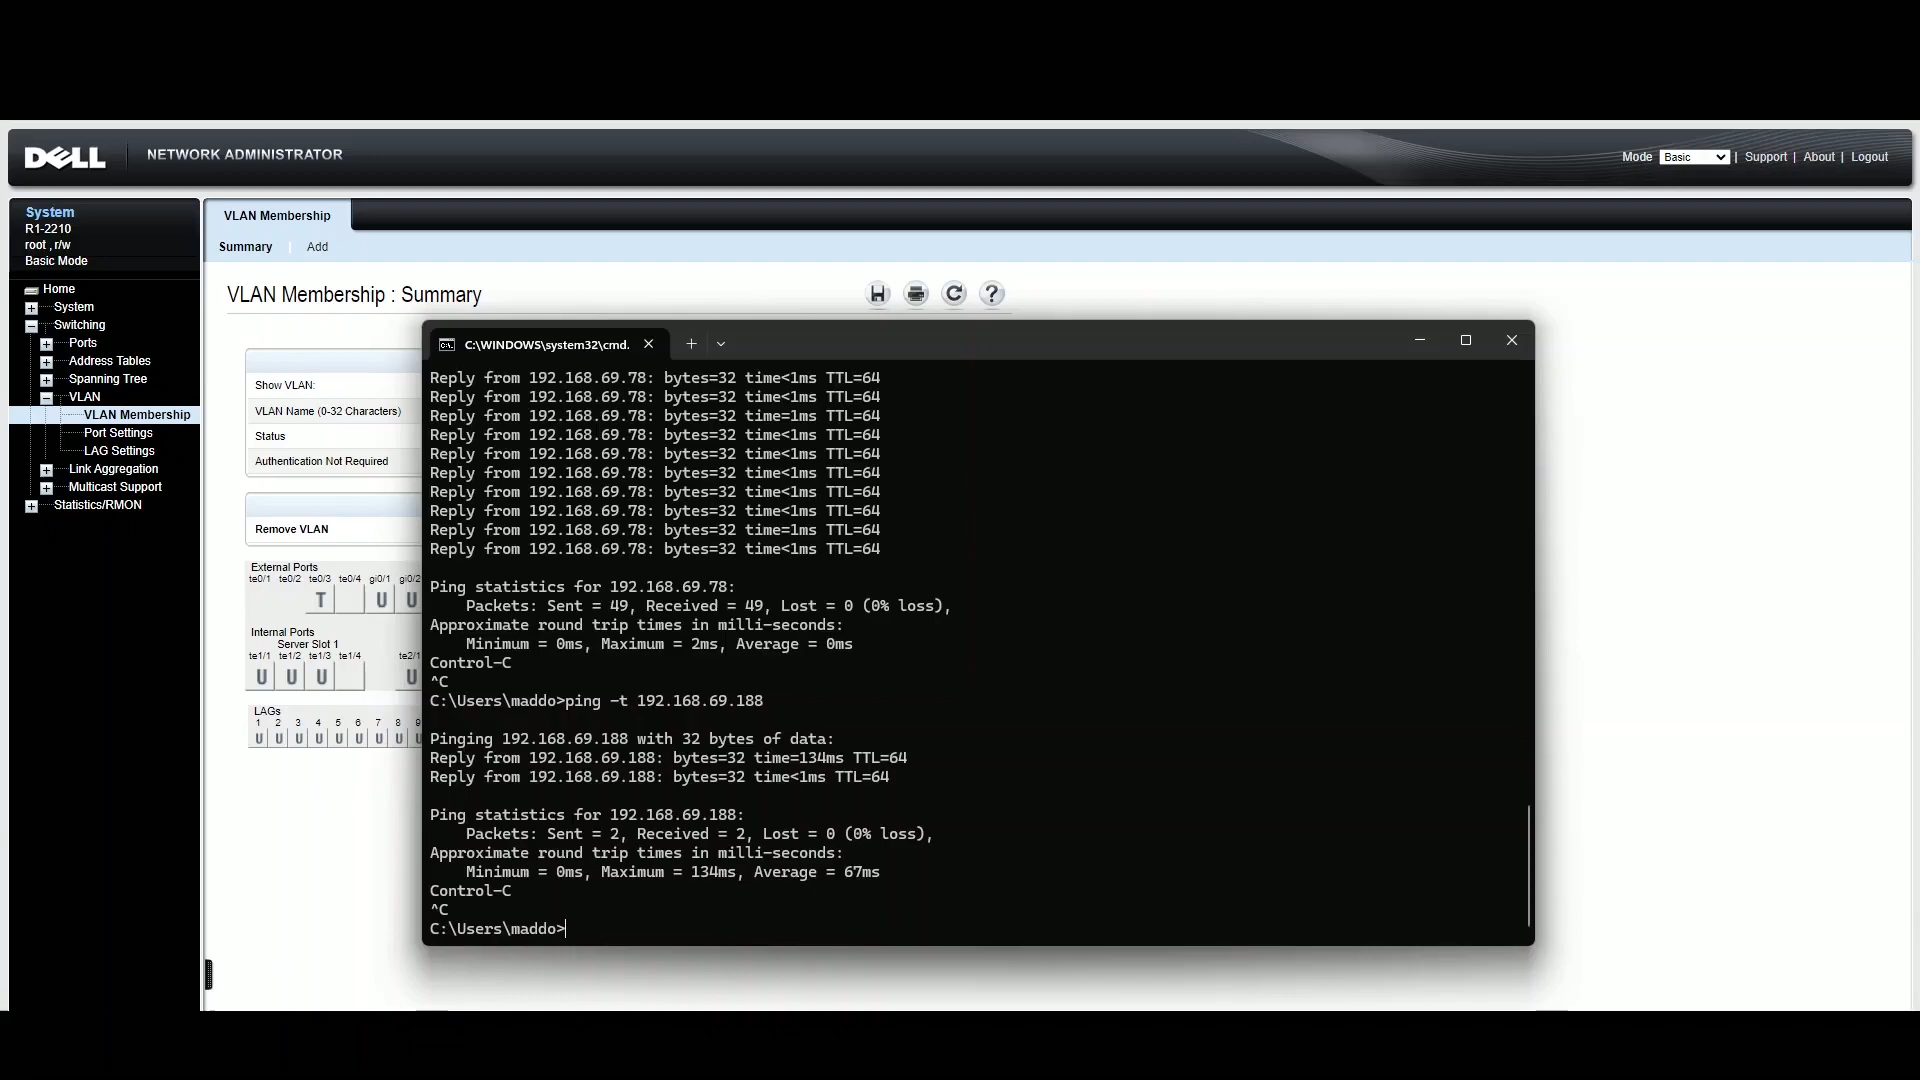 DELL NETWORK ADMINISTRATOR
Mode Basic | Support | About | Logout
System
R1-2210
root , r/w
Basic Mode
Home
System
Switching
Ports
Address Tables
Spanning Tree
VLAN
VLAN Membership
Port Settings
LAG Settings
Link Aggregation
Multicast Support
Statistics/RMON
VLAN Membership
Summary | Add
VLAN Membership : Summary
Show VLAN:
VLAN Name (0-32 Characters)
Status
Authentication Not Required
Remove VLAN
External Ports
te0/1 te0/2 te0/3 te0/4 gi0/1 gi0/2
T U U
Internal Ports
Server Slot 1
te1/1 te1/2 te1/3 te1/4 te2/1
U U U U
LAGs
1 2 3 4 5 6 7 8 9
U U U U U U U U U
C:\WINDOWS\system32\cmd.
Reply from 192.168.69.78: bytes=32 time<1ms TTL=64
Reply from 192.168.69.78: bytes=32 time<1ms TTL=64
Reply from 192.168.69.78: bytes=32 time=1ms TTL=64
Reply from 192.168.69.78: bytes=32 time<1ms TTL=64
Reply from 192.168.69.78: bytes=32 time<1ms TTL=64
Reply from 192.168.69.78: bytes=32 time<1ms TTL=64
Reply from 192.168.69.78: bytes=32 time<1ms TTL=64
Reply from 192.168.69.78: bytes=32 time<1ms TTL=64
Reply from 192.168.69.78: bytes=32 time=1ms TTL=64
Reply from 192.168.69.78: bytes=32 time<1ms TTL=64
Ping statistics for 192.168.69.78:
Packets: Sent = 49, Received = 49, Lost = 0 (0% loss),
Approximate round trip times in milli-seconds:
Minimum = 0ms, Maximum = 2ms, Average = 0ms
Control-C
^C
C:\Users\maddo>ping -t 192.168.69.188
Pinging 192.168.69.188 with 32 bytes of data:
Reply from 192.168.69.188: bytes=32 time=134ms TTL=64
Reply from 192.168.69.188: bytes=32 time<1ms TTL=64
Ping statistics for 192.168.69.188:
Packets: Sent = 2, Received = 2, Lost = 0 (0% loss),
Approximate round trip times in milli-seconds:
Minimum = 0ms, Maximum = 134ms, Average = 67ms
Control-C
^C
C:\Users\maddo>